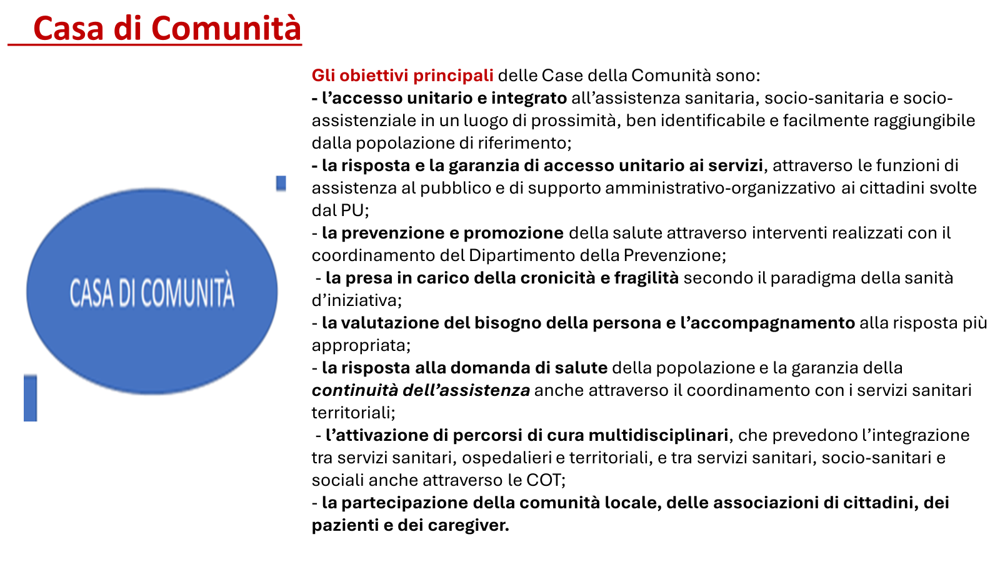 Casa di Comunità
Gli obiettivi principali delle Case della Comunità sono:
- l’accesso unitario e integrato all’assistenza sanitaria, socio-sanitaria e socio-
assistenziale in un luogo di prossimità, ben identificabile e facilmente raggiungibile
dalla popolazione di riferimento;
- la risposta e la garanzia di accesso unitario ai servizi, attraverso le funzioni di
assistenza al pubblico e di supporto amministrativo-organizzativo ai cittadini svolte
dal PU;
- la prevenzione e promozione della salute attraverso interventi realizzati con il
coordinamento del Dipartimento della Prevenzione;
- la presa in carico della cronicità e fragilità secondo il paradigma della sanità
d’iniziativa;
- la valutazione del bisogno della persona e l’accompagnamento alla risposta più
appropriata;
- la risposta alla domanda di salute della popolazione e la garanzia della
continuità dell’assistenza anche attraverso il coordinamento con i servizi sanitari
territoriali;
- l’attivazione di percorsi di cura multidisciplinari, che prevedono l’integrazione
tra servizi sanitari, ospedalieri e territoriali, e tra servizi sanitari, socio-sanitari e
sociali anche attraverso le COT;
- la partecipazione della comunità locale, delle associazioni di cittadini, dei
pazienti e dei caregiver.
CASA DI COMUNITÀ